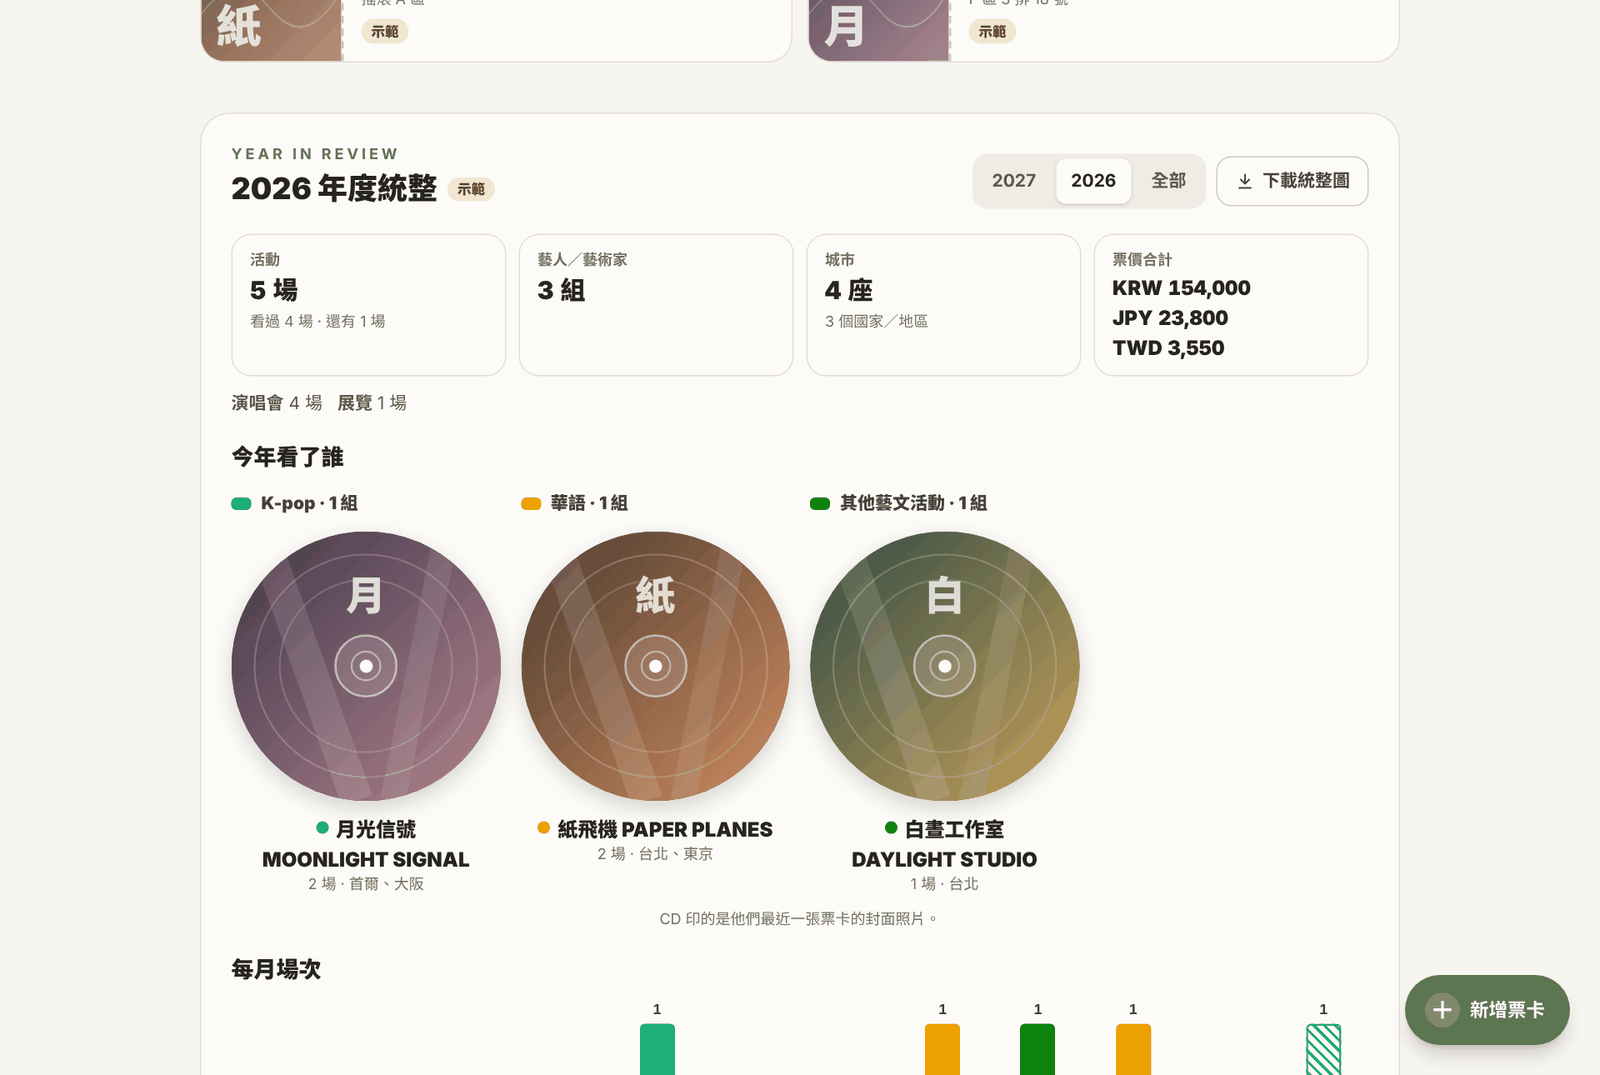 紙
示範
月
示範
YEAR IN REVIEW
2026 年度統整 示範
2027 2026 全部 下載統整圖
活動
5 場
看過 4 場 · 還有 1 場
藝人／藝術家
3 組
城市
4 座
3 個國家／地區
票價合計
KRW 154,000
JPY 23,800
TWD 3,550
演唱會 4 場 展覽 1 場
今年看了誰
K-pop · 1 組
華語 · 1 組
其他藝文活動 · 1 組
月
紙
白
月光信號
MOONLIGHT SIGNAL
2 場 · 首爾、大阪
紙飛機 PAPER PLANES
2 場 · 台北、東京
白晝工作室
DAYLIGHT STUDIO
1 場 · 台北
CD 印的是他們最近一張票卡的封面照片。
每月場次
1 1 1 1 1
新增票卡